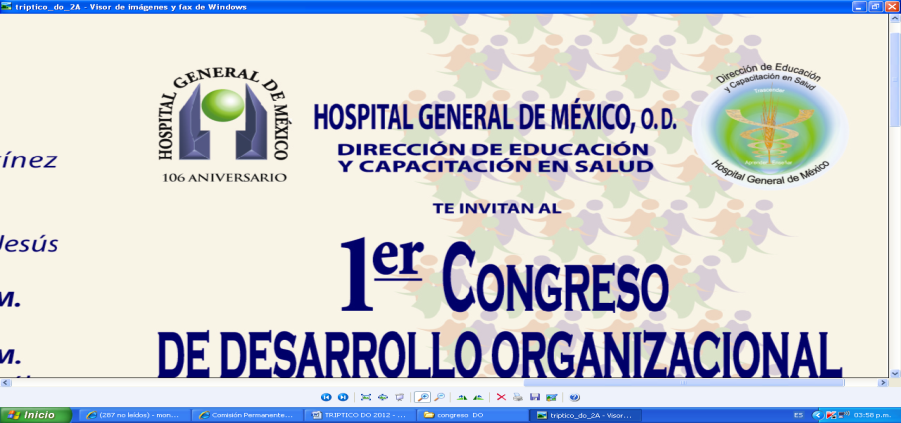 triptico_do_2A - Visor de imágenes y fax de Windows
HOSPITAL GENERAL DE MÉXICO
106 ANIVERSARIO
HOSPITAL GENERAL DE MÉXICO, O.D.
DIRECCIÓN DE EDUCACIÓN
Y CAPACITACIÓN EN SALUD
Dirección de Educación
y Capacitación en Salud
Trascender
Hospital General de México
ínez
TE INVITAN AL
Jesús
1er CONGRESO
M.
DE DESARROLLO ORGANIZACIONAL
M.
Inicio
(287 no leídos) - mon...
Comisión Permanente...
TRIPTICO DO 2012 - ...
congreso DO
triptico_do_2A - Visor...
ES
03:58 p.m.